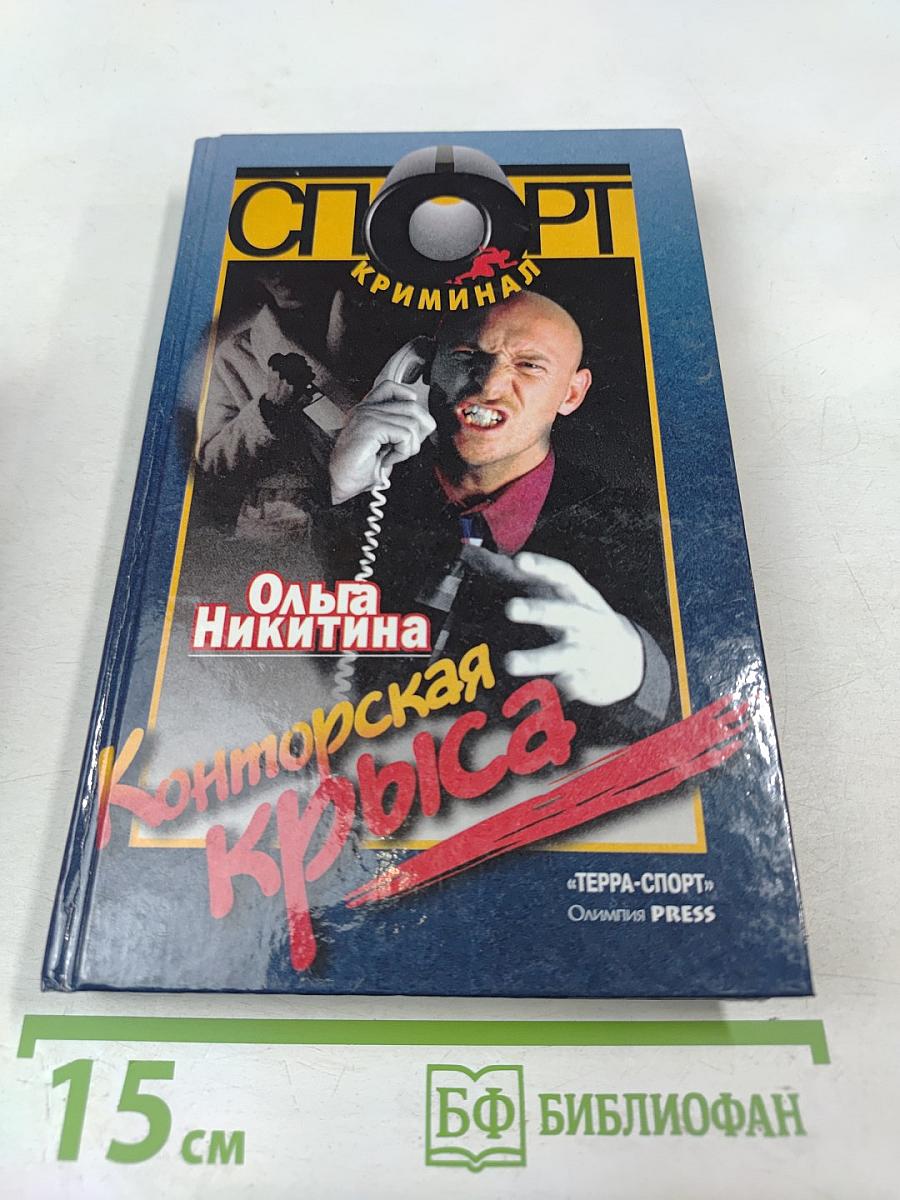 СПОРТ
КРИМИНАЛ
Ольга
Никитина
Конторская
крыса
«ТЕРРА-СПОРТ»
Олимпия PRESS
15 см
БФ БИБЛИОФАН